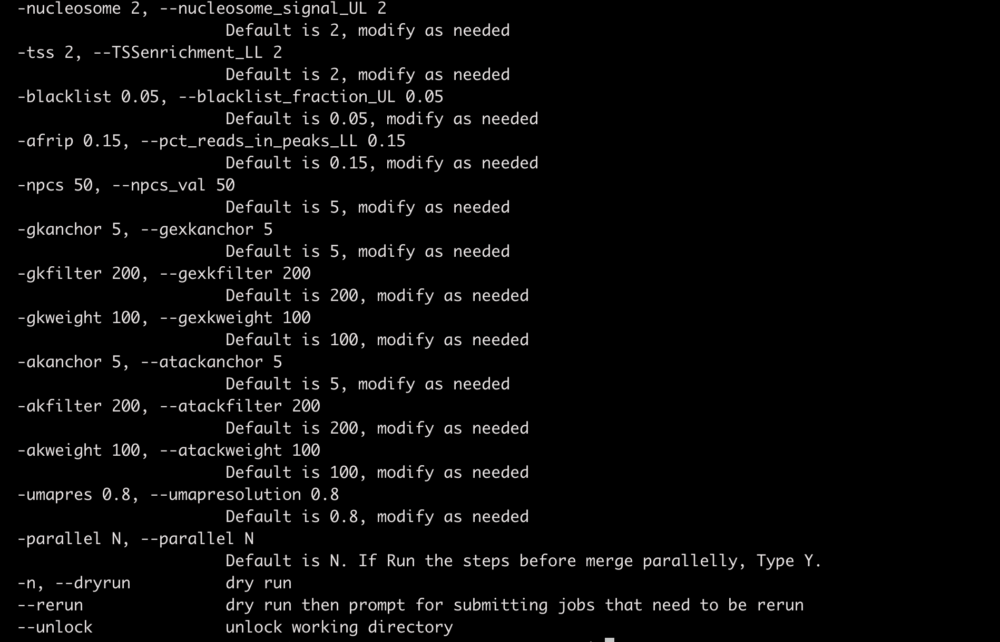 -nucleosome 2, --nucleosome_signal_UL 2
Default is 2, modify as needed
-tss 2, --TSSenrichment_LL 2
Default is 2, modify as needed
-blacklist 0.05, --blacklist_fraction_UL 0.05
Default is 0.05, modify as needed
-afrip 0.15, --pct_reads_in_peaks_LL 0.15
Default is 0.15, modify as needed
-npcs 50, --npcs_val 50
Default is 5, modify as needed
-gkanchor 5, --gexkanchor 5
Default is 5, modify as needed
-gkfilter 200, --gexkfilter 200
Default is 200, modify as needed
-gkweight 100, --gexkweight 100
Default is 100, modify as needed
-akanchor 5, --atackanchor 5
Default is 5, modify as needed
-akfilter 200, --atackfilter 200
Default is 200, modify as needed
-akweight 100, --atackweight 100
Default is 100, modify as needed
-umapres 0.8, --umapresolution 0.8
Default is 0.8, modify as needed
-parallel N, --parallel N
Default is N. If Run the steps before merge parallelly, Type Y.
-n, --dryrun dry run
--rerun dry run then prompt for submitting jobs that need to be rerun
--unlock unlock working directory